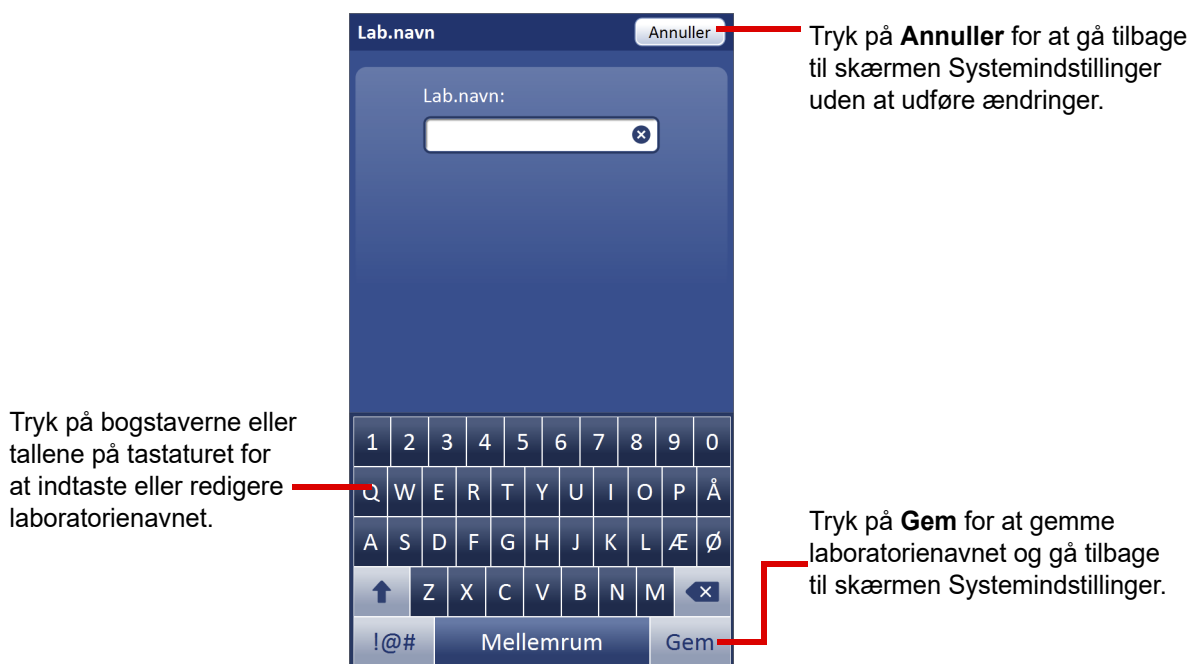 Lab.navn
Annuller
Tryk på Annuller for at gå tilbage
til skærmen Systemindstillinger
uden at udføre ændringer.
Lab.navn:
Tryk på bogstaverne eller
tallene på tastaturet for
at indtaste eller redigere
laboratorienavnet.
1 2 3 4 5 6 7 8 9 0
Q W E R T Y U I O P Å
A S D F G H J K L Æ Ø
Z X C V B N M
!@# Mellemrum Gem
Tryk på Gem for at gemme
laboratorienavnet og gå tilbage
til skærmen Systemindstillinger.